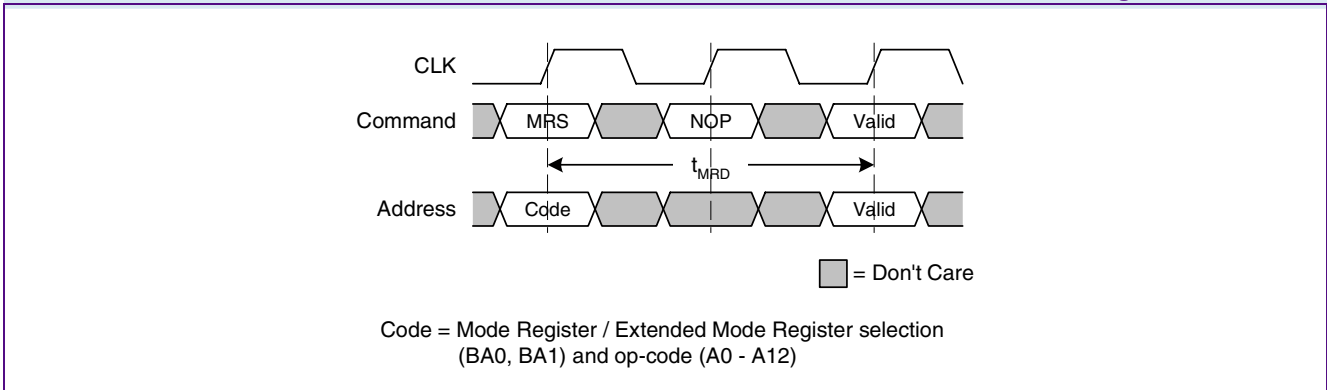 CLK
Command MRS NOP Valid
tMRD
Address Code Valid
= Don't Care
Code = Mode Register / Extended Mode Register selection
(BA0, BA1) and op-code (A0 - A12)